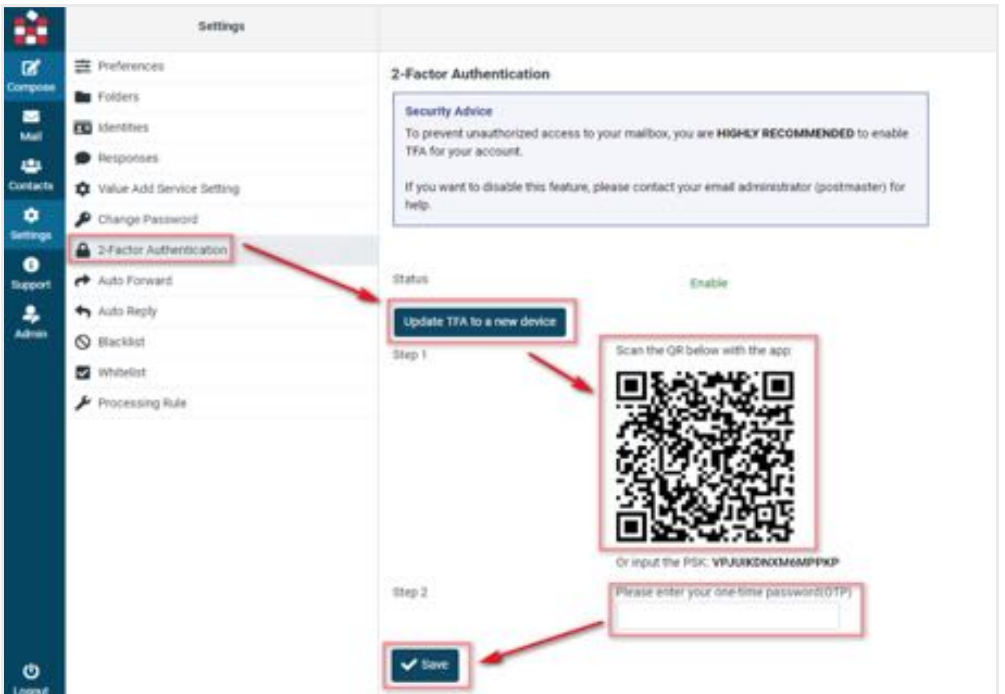 Settings
Compose
Mail
Contacts
Settings
Support
Admin
Logout
Preferences
Folders
Identities
Responses
Value Add Service Setting
Change Password
2-Factor Authentication
Auto Forward
Auto Reply
Blacklist
Whitelist
Processing Rule
2-Factor Authentication
Security Advice
To prevent unauthorized access to your mailbox, you are HIGHLY RECOMMENDED to enable
TFA for your account.
If you want to disable this feature, please contact your email administrator (postmaster) for
help.
Status
Enable
Update TFA to a new device
Step 1
Scan the QR below with the app:
Or input the PSK: VPJUIKDNXM6MPPKP
Step 2
Please enter your one-time password(OTP)
Save